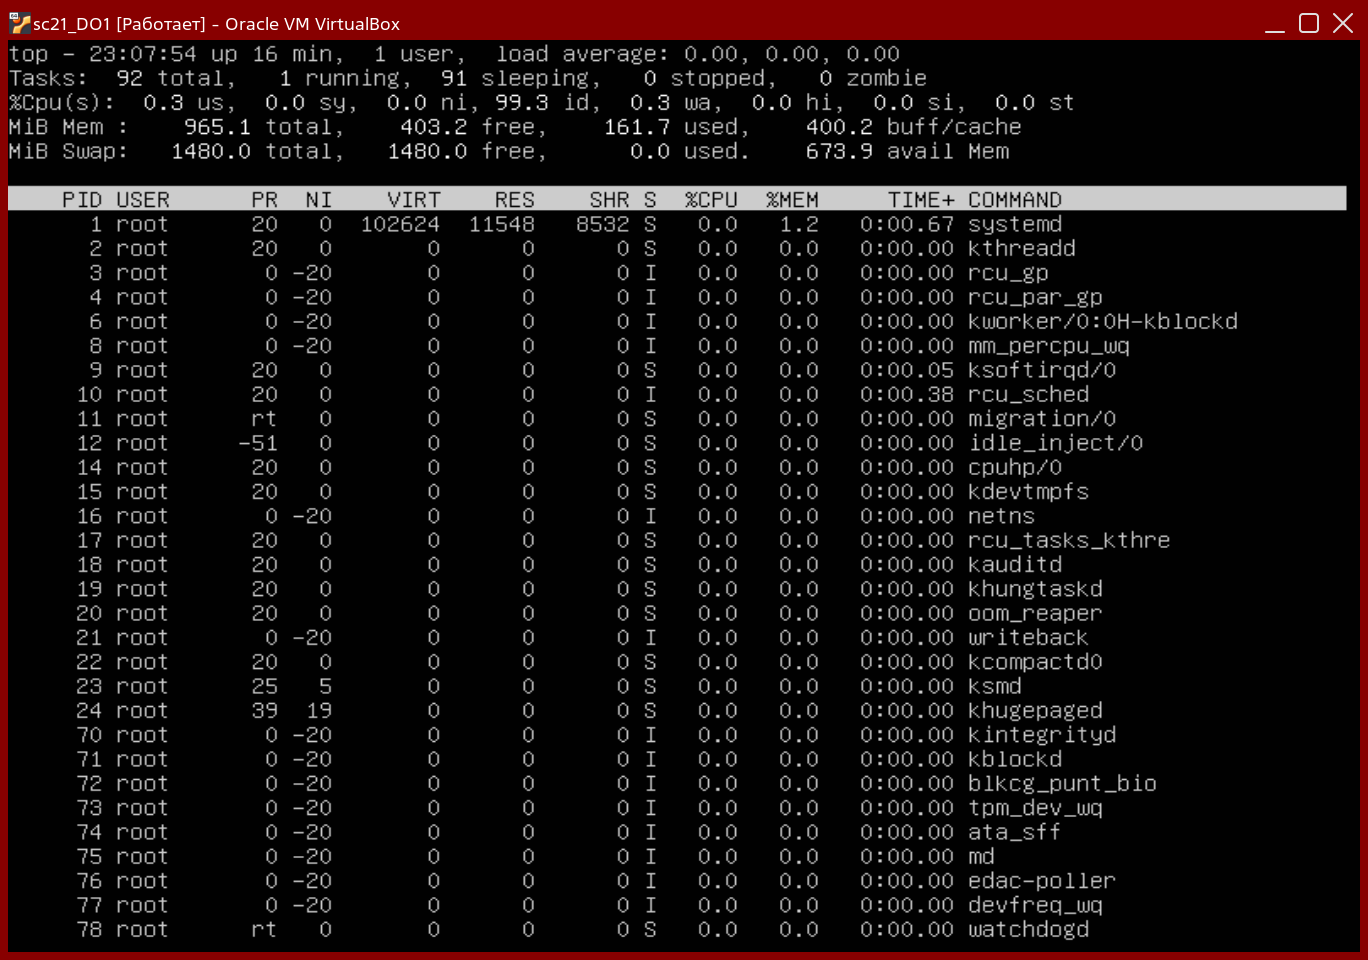 sc21_DO1 [Работает] - Oracle VM VirtualBox
top - 23:07:54 up 16 min,  1 user,  load average: 0.00, 0.00, 0.00
Tasks:  92 total,   1 running,  91 sleeping,   0 stopped,   0 zombie
%Cpu(s):  0.3 us,  0.0 sy,  0.0 ni, 99.3 id,  0.3 wa,  0.0 hi,  0.0 si,  0.0 st
MiB Mem :    965.1 total,    403.2 free,    161.7 used,    400.2 buff/cache
MiB Swap:   1480.0 total,   1480.0 free,      0.0 used.    673.9 avail Mem
PID USER      PR  NI    VIRT    RES    SHR S  %CPU  %MEM     TIME+ COMMAND
1 root      20   0  102624  11548   8532 S   0.0   1.2   0:00.67 systemd
2 root      20   0       0      0      0 S   0.0   0.0   0:00.00 kthreadd
3 root       0 -20       0      0      0 I   0.0   0.0   0:00.00 rcu_gp
4 root       0 -20       0      0      0 I   0.0   0.0   0:00.00 rcu_par_gp
6 root       0 -20       0      0      0 I   0.0   0.0   0:00.00 kworker/0:0H-kblockd
8 root       0 -20       0      0      0 I   0.0   0.0   0:00.00 mm_percpu_wq
9 root      20   0       0      0      0 S   0.0   0.0   0:00.05 ksoftirqd/0
10 root      20   0       0      0      0 I   0.0   0.0   0:00.38 rcu_sched
11 root      rt   0       0      0      0 S   0.0   0.0   0:00.00 migration/0
12 root     -51   0       0      0      0 S   0.0   0.0   0:00.00 idle_inject/0
14 root      20   0       0      0      0 S   0.0   0.0   0:00.00 cpuhp/0
15 root      20   0       0      0      0 S   0.0   0.0   0:00.00 kdevtmpfs
16 root       0 -20       0      0      0 I   0.0   0.0   0:00.00 netns
17 root      20   0       0      0      0 S   0.0   0.0   0:00.00 rcu_tasks_kthre
18 root      20   0       0      0      0 S   0.0   0.0   0:00.00 kauditd
19 root      20   0       0      0      0 S   0.0   0.0   0:00.00 khungtaskd
20 root      20   0       0      0      0 S   0.0   0.0   0:00.00 oom_reaper
21 root       0 -20       0      0      0 I   0.0   0.0   0:00.00 writeback
22 root      20   0       0      0      0 S   0.0   0.0   0:00.00 kcompactd0
23 root      25   5       0      0      0 S   0.0   0.0   0:00.00 ksmd
24 root      39  19       0      0      0 S   0.0   0.0   0:00.00 khugepaged
70 root       0 -20       0      0      0 I   0.0   0.0   0:00.00 kintegrityd
71 root       0 -20       0      0      0 I   0.0   0.0   0:00.00 kblockd
72 root       0 -20       0      0      0 I   0.0   0.0   0:00.00 blkcg_punt_bio
73 root       0 -20       0      0      0 I   0.0   0.0   0:00.00 tpm_dev_wq
74 root       0 -20       0      0      0 I   0.0   0.0   0:00.00 ata_sff
75 root       0 -20       0      0      0 I   0.0   0.0   0:00.00 md
76 root       0 -20       0      0      0 I   0.0   0.0   0:00.00 edac-poller
77 root       0 -20       0      0      0 I   0.0   0.0   0:00.00 devfreq_wq
78 root      rt   0       0      0      0 S   0.0   0.0   0:00.00 watchdogd